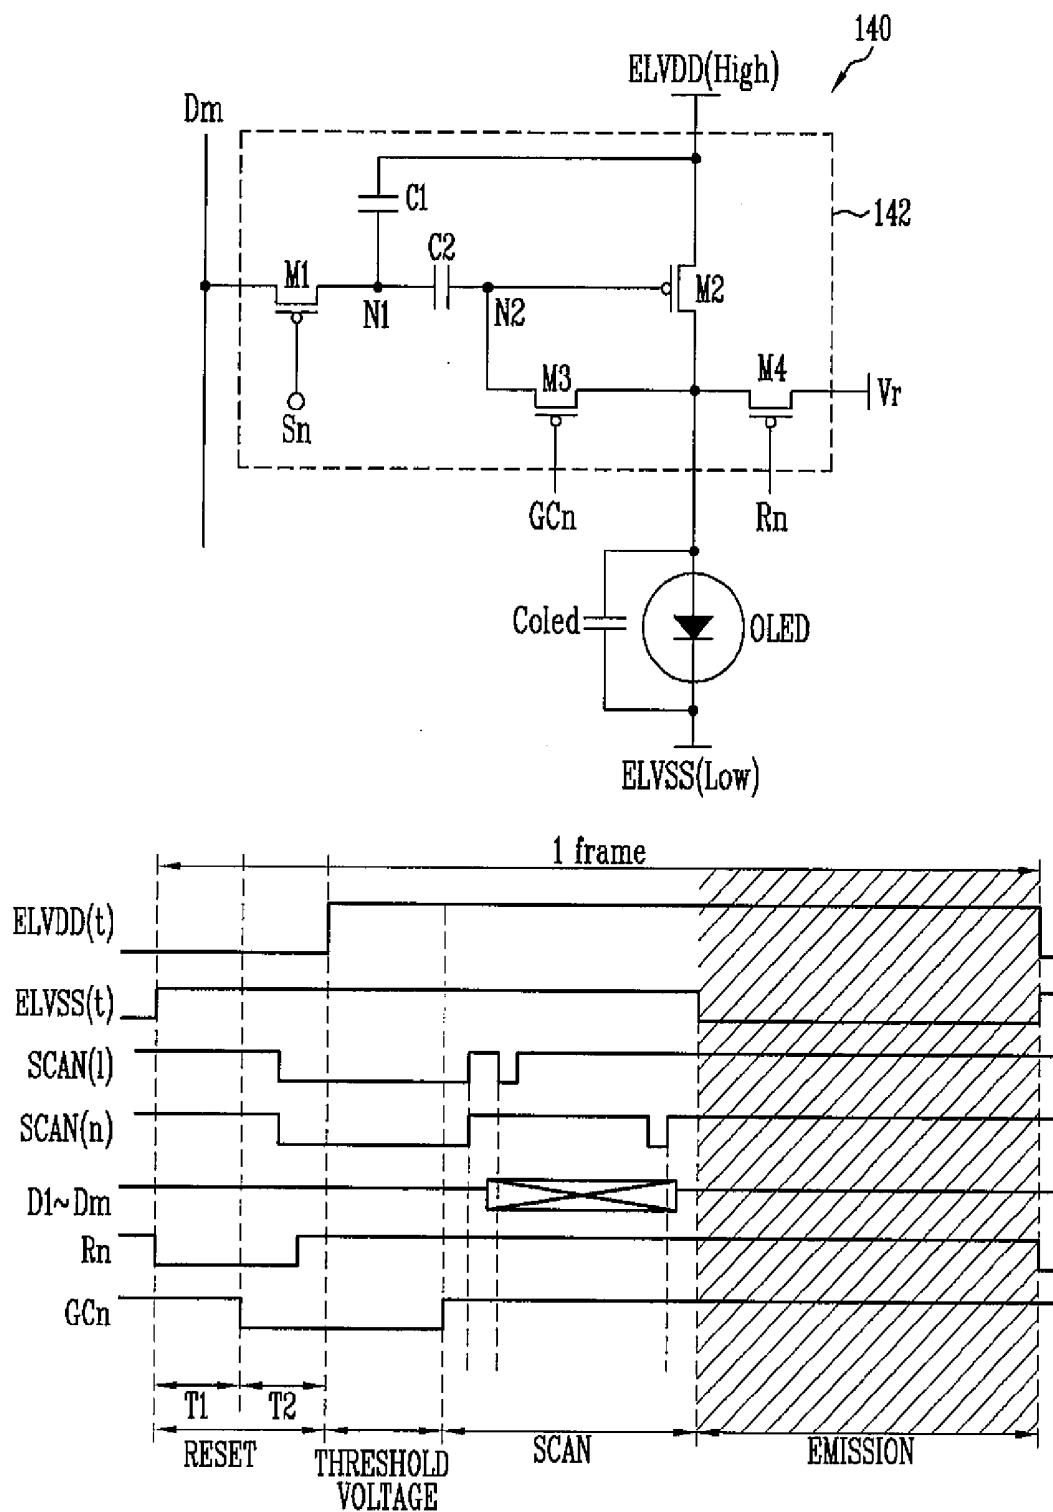 140
ELVDD(High)
Dm
C1
142
C2
M1
M2
N1
N2
M3
M4
Vr
Sn
GCn
Rn
Coled
OLED
ELVSS(Low)
1 frame
ELVDD(t)
ELVSS(t)
SCAN(1)
SCAN(n)
D1~Dm
Rn
GCn
T1
T2
RESET
THRESHOLD
VOLTAGE
SCAN
EMISSION